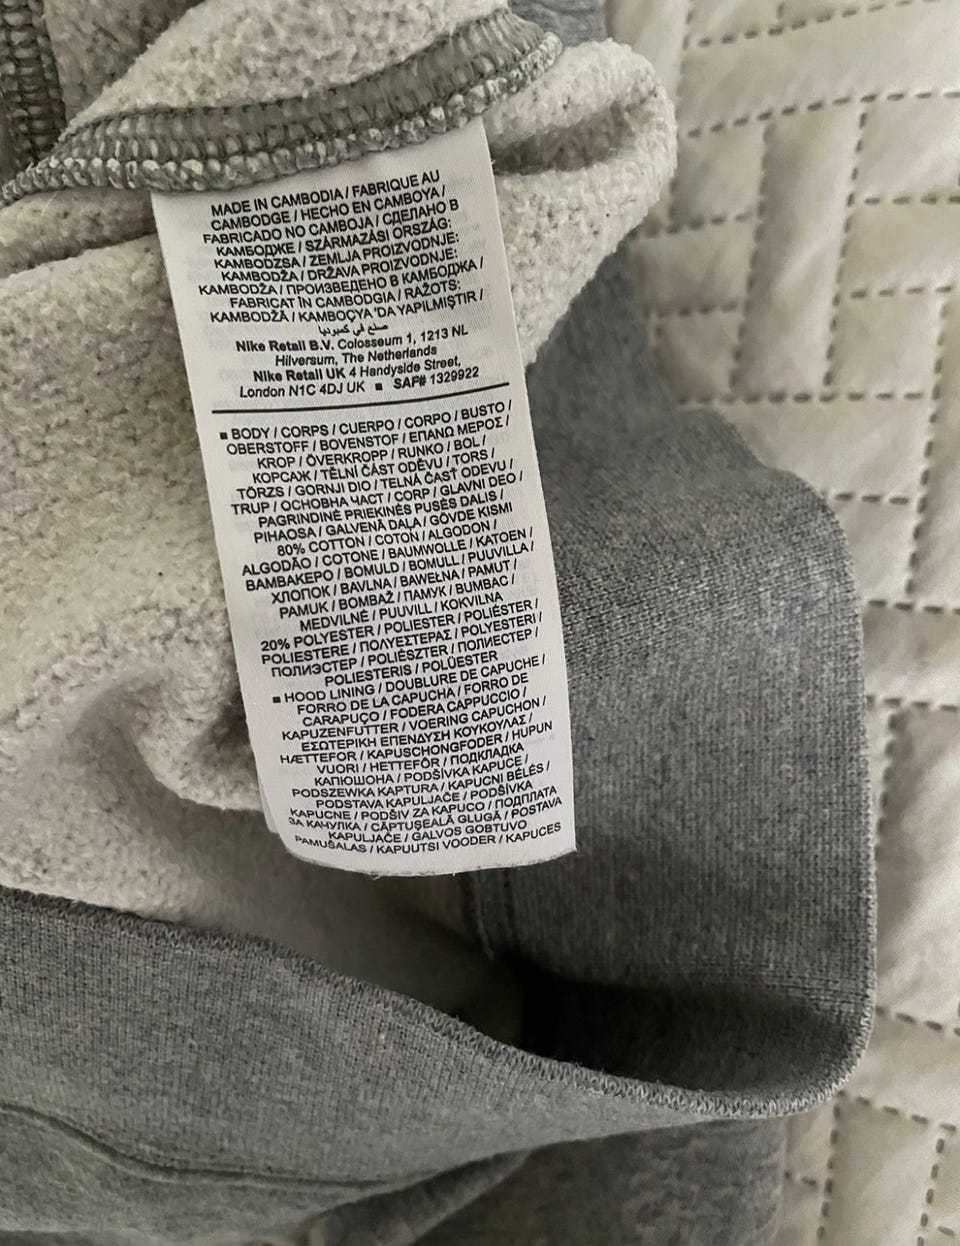 MADE IN CAMBODIA / FABRIQUE AU
CAMBODGE / HECHO EN CAMBOYA /
FABRICADO NO CAMBOJA / СДЕЛАНО В
КАМБОДЖЕ / SZÁRMAZÁSI ORSZÁG:
KAMBODZSA / ZEMLJA PROIZVODNJE:
KAMBODŽA / DRŽAVA PROIZVODNJE:
KAMBODŽA / ПРОИЗВЕДЕНО В КАМБОДЖА /
FABRICAT ÎN CAMBODGIA / RAŽOTS:
KAMBODŽĀ / KAMBOÇYA 'DA YAPILMIŞTIR /
صنع في كمبوديا
Nike Retail B.V. Colosseum 1, 1213 NL
Hilversum, The Netherlands
Nike Retail UK 4 Handyside Street,
London N1C 4DJ UK ■ SAF# 1329922
■ BODY / CORPS / CUERPO / CORPO / BUSTO /
OBERSTOFF / BOVENSTOF / ΕΠΑΝΩ ΜΕΡΟΣ /
KROP / ÖVERKROPP / RUNKO / BOL /
КОРСАЖ / TĚLNÍ ČÁST ODĚVU / TORS /
TÖRZS / GORNJI DIO / TELNÁ ČASŤ ODEVU /
TRUP / ОСНОВНА ЧАСТ / CORP / GLAVNI DEO /
PAGRINDINĖ PRIEKINĖS PUSĖS DALIS /
PIHAOSA / GALVENĀ DAĻA / GÖVDE KISMI
80% COTTON / COTON / ALGODON /
ALGODÃO / COTONE / BAUMWOLLE / KATOEN /
ΒΑΜΒΑΚΕΡΟ / BOMULD / BOMULL / PUUVILLA /
ХЛОПОК / BAVLNA / BAWEŁNA / PAMUT /
PAMUK / BOMBAŽ / ПАМУК / BUMBAC /
MEDVILNĖ / PUUVILL / KOKVILNA
20% POLYESTER / POLIESTER / POLIÉSTER /
POLIESTERE / ΠΟΛΥΕΣΤΕΡΑΣ / POLYESTERI /
ПОЛИЭСТЕР / POLIÉSZTER / ПОЛИЕСТЕР /
POLIESTERIS / POLÜESTER
■ HOOD LINING / DOUBLURE DE CAPUCHE /
FORRO DE LA CAPUCHA / FORRO DE
CARAPUÇO / FODERA CAPPUCCIO /
KAPUZENFUTTER / VOERING CAPUCHON /
ΕΣΩΤΕΡΙΚΗ ΕΠΕΝΔΥΣΗ ΚΟΥΚΟΥΛΑΣ /
HÆTTEFOR / KAPUSCHONGFODER / HUPUN
VUORI / HETTEFÔR / ПОДКЛАДКА
КАПЮШОНА / PODŠÍVKA KAPUCE /
PODSZEWKA KAPTURA / KAPUCNI BÉLÉS /
PODSTAVA KAPULJAČE / PODŠÍVKA
KAPUCNE / PODŠIV ZA KAPUCO / ПОДПЛАТА
ЗА КАЧУЛКА / CĂPTUŞEALĂ GLUGĂ / POSTAVA
KAPULJAČE / GALVOS GOBTUVO
PAMUŠALAS / KAPUUTSI VOODER / KAPUCES